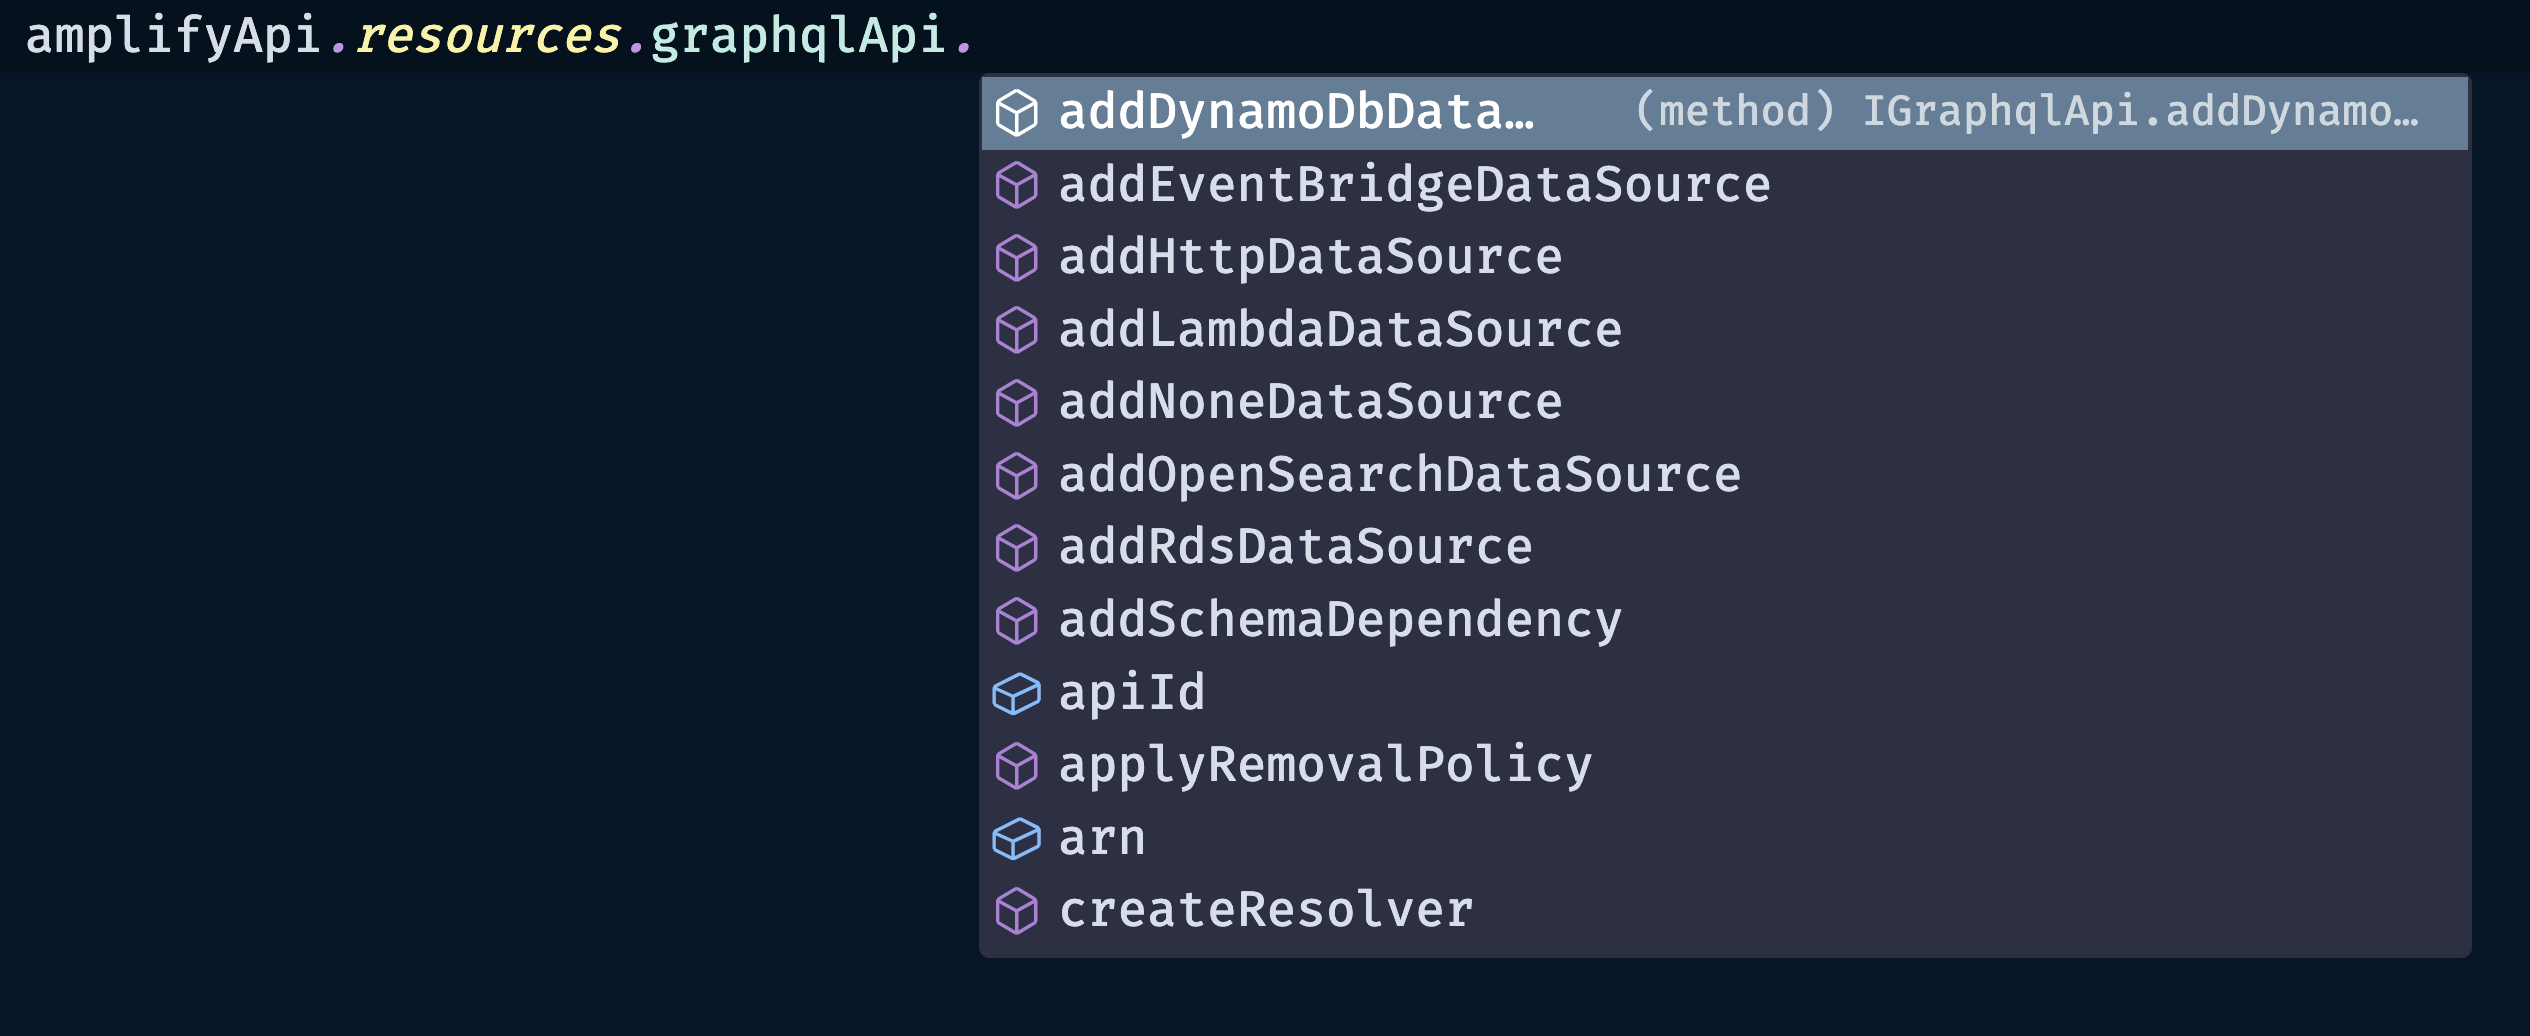 amplifyApi.resources.graphqlApi.
addDynamoDbData… (method) IGraphqlApi.addDynamo…
addEventBridgeDataSource
addHttpDataSource
addLambdaDataSource
addNoneDataSource
addOpenSearchDataSource
addRdsDataSource
addSchemaDependency
apiId
applyRemovalPolicy
arn
createResolver